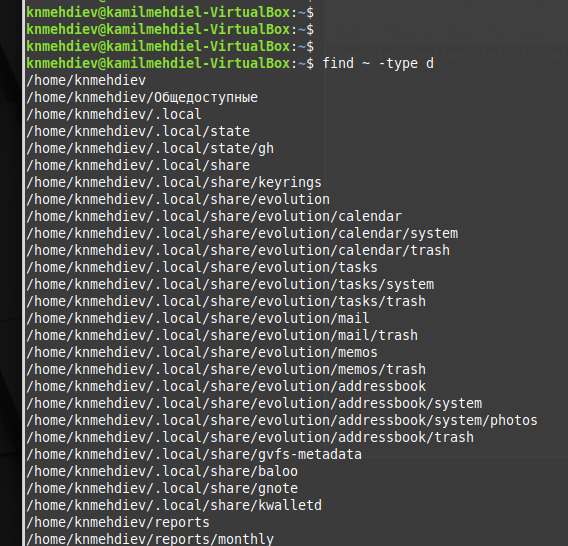 knmehdiev@kamilmehdiel-VirtualBox:~$
knmehdiev@kamilmehdiel-VirtualBox:~$
knmehdiev@kamilmehdiel-VirtualBox:~$
knmehdiev@kamilmehdiel-VirtualBox:~$ find ~ -type d
/home/knmehdiev
/home/knmehdiev/Общедоступные
/home/knmehdiev/.local
/home/knmehdiev/.local/state
/home/knmehdiev/.local/state/gh
/home/knmehdiev/.local/share
/home/knmehdiev/.local/share/keyrings
/home/knmehdiev/.local/share/evolution
/home/knmehdiev/.local/share/evolution/calendar
/home/knmehdiev/.local/share/evolution/calendar/system
/home/knmehdiev/.local/share/evolution/calendar/trash
/home/knmehdiev/.local/share/evolution/tasks
/home/knmehdiev/.local/share/evolution/tasks/system
/home/knmehdiev/.local/share/evolution/tasks/trash
/home/knmehdiev/.local/share/evolution/mail
/home/knmehdiev/.local/share/evolution/mail/trash
/home/knmehdiev/.local/share/evolution/memos
/home/knmehdiev/.local/share/evolution/memos/trash
/home/knmehdiev/.local/share/evolution/addressbook
/home/knmehdiev/.local/share/evolution/addressbook/system
/home/knmehdiev/.local/share/evolution/addressbook/system/photos
/home/knmehdiev/.local/share/evolution/addressbook/trash
/home/knmehdiev/.local/share/gvfs-metadata
/home/knmehdiev/.local/share/baloo
/home/knmehdiev/.local/share/gnote
/home/knmehdiev/.local/share/kwalletd
/home/knmehdiev/reports
/home/knmehdiev/reports/monthly